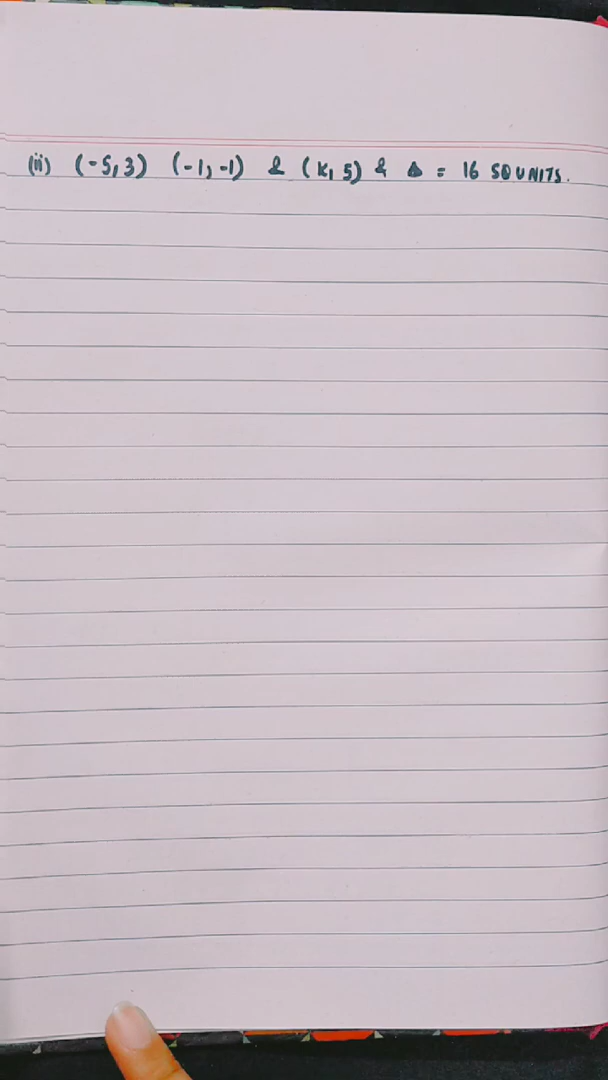 (ii) (-5,3) (-1,-1) & (K,5) & Δ = 16 SQ UNITS.